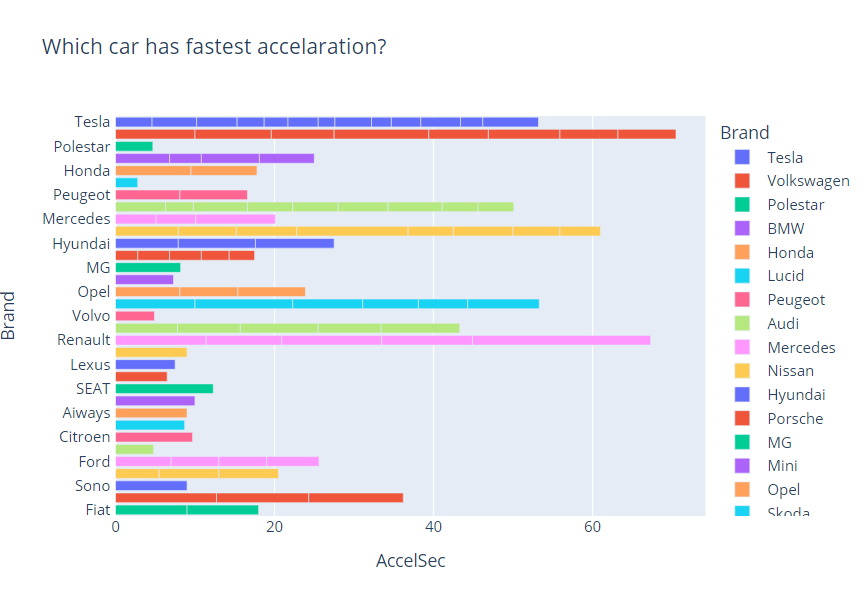 Which car has fastest accelaration?
Brand
Tesla
Polestar
Honda
Peugeot
Mercedes
Hyundai
MG
Opel
Volvo
Renault
Lexus
SEAT
Aiways
Citroen
Ford
Sono
Fiat
0
20
40
60
AccelSec
Brand
Tesla
Volkswagen
Polestar
BMW
Honda
Lucid
Peugeot
Audi
Mercedes
Nissan
Hyundai
Porsche
MG
Mini
Opel
Skoda